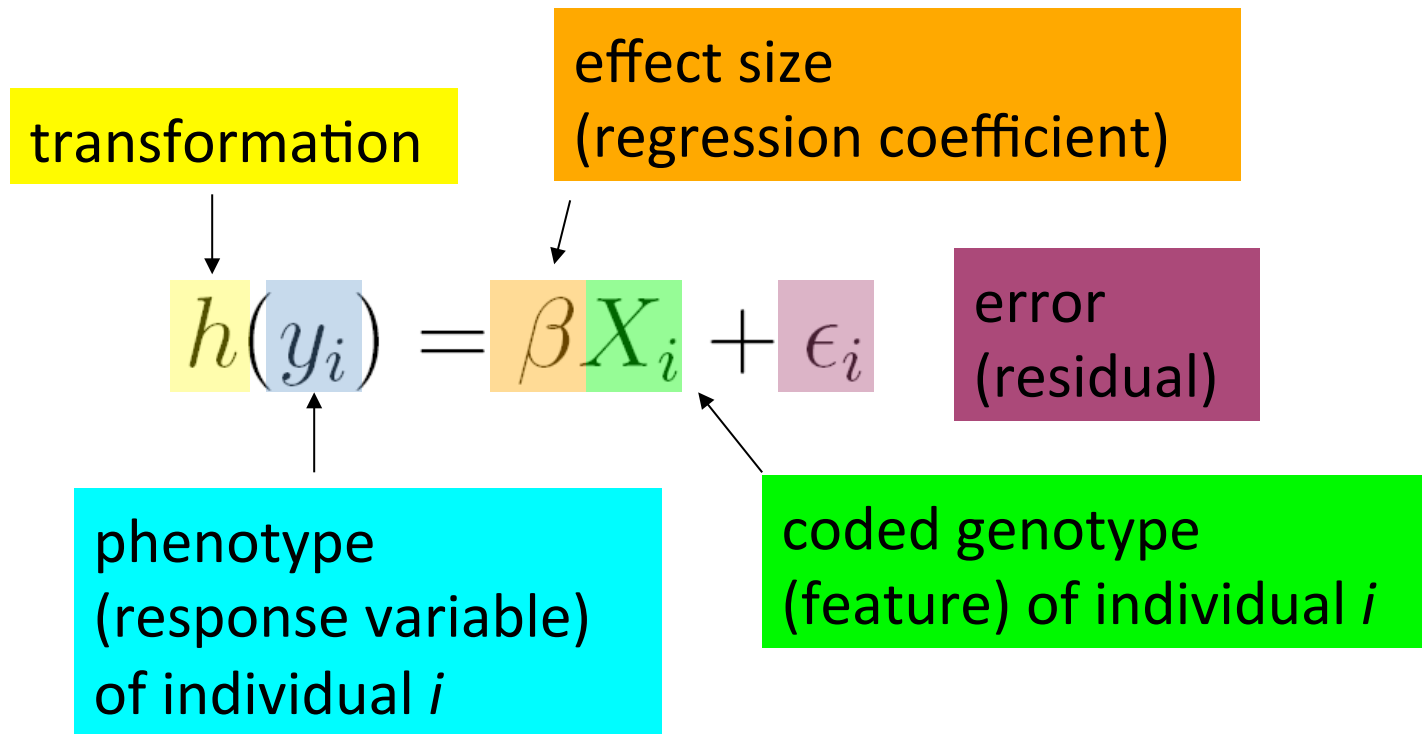 effect size
(regression coefficient)
transformation
h(yᵢ) = βXᵢ + ϵᵢ
error
(residual)
phenotype
(response variable)
of individual i
coded genotype
(feature) of individual i